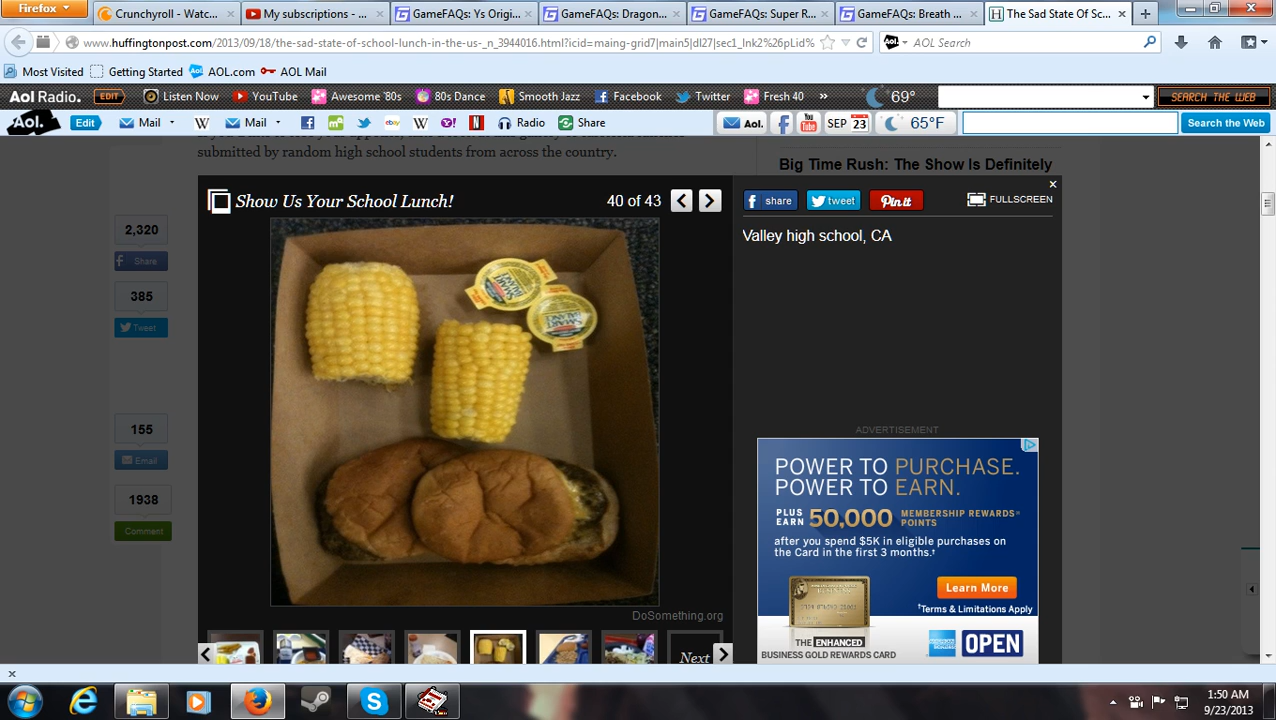 Firefox
Crunchyroll - Watc...
My subscriptions - ...
GameFAQs: Ys Origi...
GameFAQs: Dragon...
GameFAQs: Super R...
GameFAQs: Breath ...
The Sad State Of Sc...
www.huffingtonpost.com/2013/09/18/the-sad-state-of-school-lunch-in-the-us-_n_3944016.html?icid=maing-grid7|main5|dl27|sec1_lnk2%26pLid%
AOL Search
Most Visited
Getting Started
AOL.com
AOL Mail
Aol Radio.
EDIT
Listen Now
YouTube
Awesome '80s
80s Dance
Smooth Jazz
Facebook
Twitter
Fresh 40
69°
SEARCH THE WEB
Aol.
Edit
Mail
Mail
Radio
Share
Aol.
SEP 23
65°F
Search the Web
submitted by random high school students from across the country.
Big Time Rush: The Show Is Definitely
Show Us Your School Lunch!
40 of 43
share
tweet
Pin it
FULLSCREEN
Valley high school, CA
2,320
Share
385
Tweet
155
Email
1938
Comment
SMART BALANCE
SMART BALANCE
DoSomething.org
Next
ADVERTISEMENT
POWER TO PURCHASE.
POWER TO EARN.
PLUS EARN 50,000 MEMBERSHIP REWARDS® POINTS
after you spend $5K in eligible purchases on
the Card in the first 3 months.†
Learn More
†Terms & Limitations Apply
THE ENHANCED
BUSINESS GOLD REWARDS CARD
OPEN
1:50 AM
9/23/2013